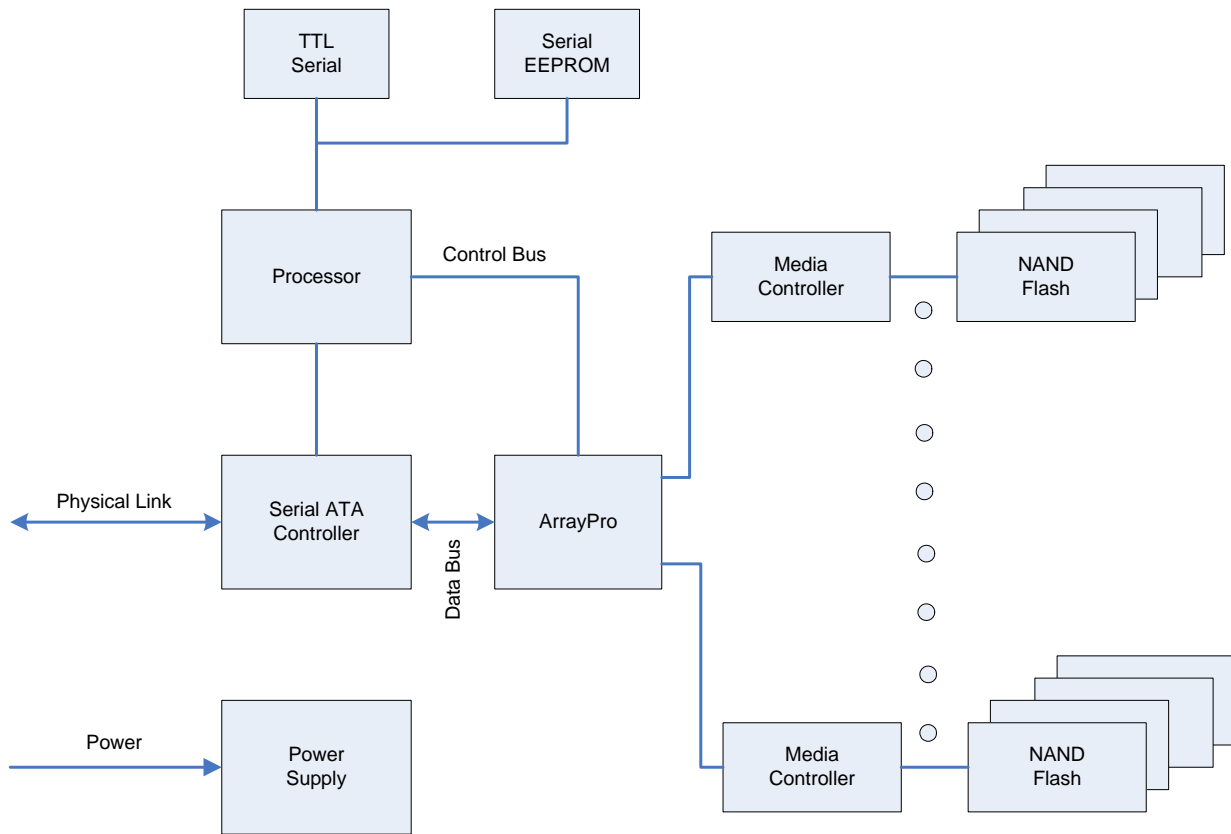 TTL
Serial
Serial
EEPROM
Processor
Control Bus
Media
Controller
NAND
Flash
Physical Link
Serial ATA
Controller
Data Bus
ArrayPro
Power
Power
Supply
Media
Controller
NAND
Flash